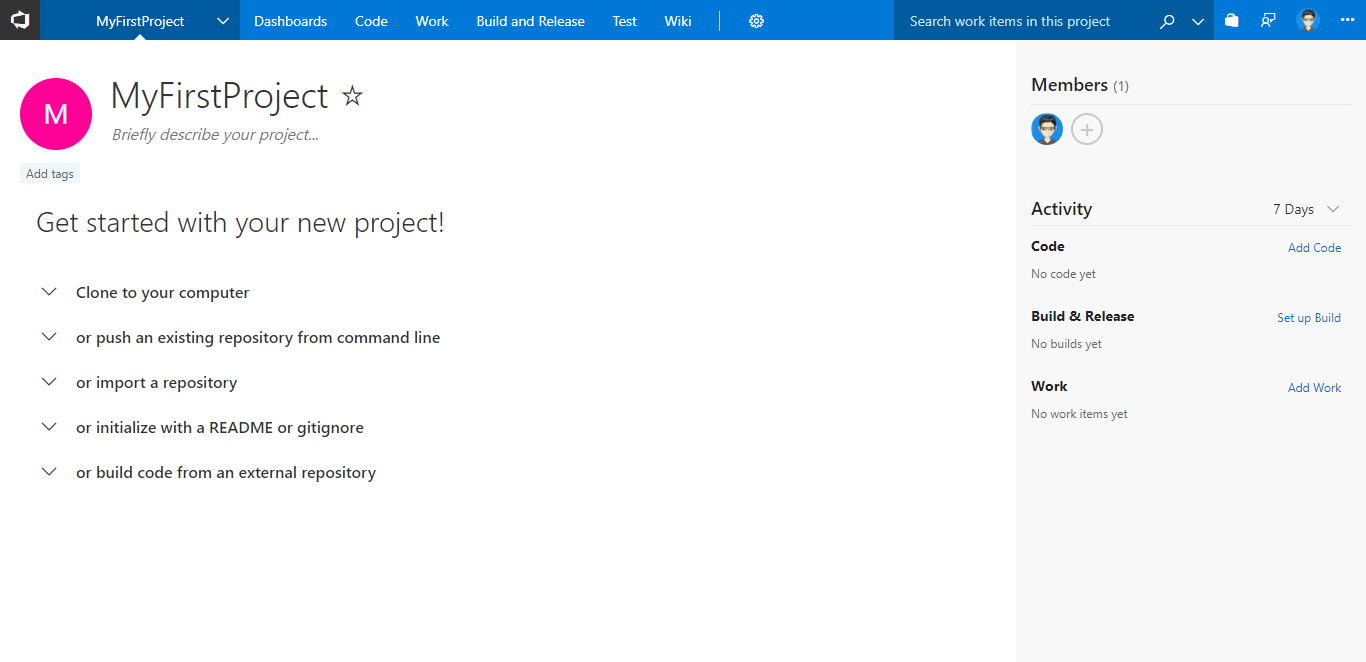 MyFirstProject Dashboards Code Work Build and Release Test Wiki Search work items in this project
M
MyFirstProject
Briefly describe your project...
Add tags
Get started with your new project!
Clone to your computer
or push an existing repository from command line
or import a repository
or initialize with a README or gitignore
or build code from an external repository
Members (1)
Activity 7 Days
Code Add Code
No code yet
Build & Release Set up Build
No builds yet
Work Add Work
No work items yet